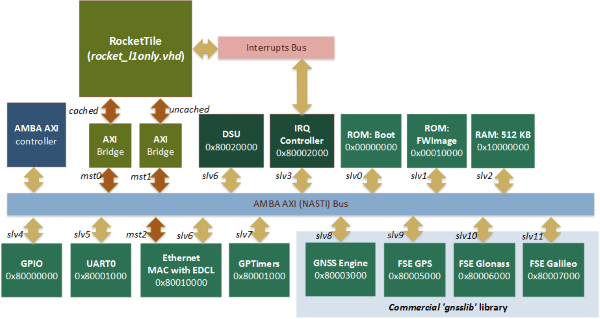 RocketTile
(rocket_l1only.vhd)
Interrupts Bus
cached
uncached
AMBA AXI
controller
AXI
Bridge
AXI
Bridge
DSU
0x80020000
IRQ
Controller
0x80002000
ROM: Boot
0x00000000
ROM:
FWImage
0x00010000
RAM: 512 KB
0x10000000
mst0
mst1
slv6
slv3
slv0
slv1
slv2
AMBA AXI (NASTI) Bus
slv4
slv5
mst2
slv6
slv7
slv8
slv9
slv10
slv11
GPIO
0x80000000
UART0
0x80001000
Ethernet
MAC with EDCL
0x80010000
GPTimers
0x80001000
GNSS Engine
0x80003000
FSE GPS
0x80005000
FSE Glonass
0x80006000
FSE Galileo
0x80007000
Commercial 'gnsslib' library